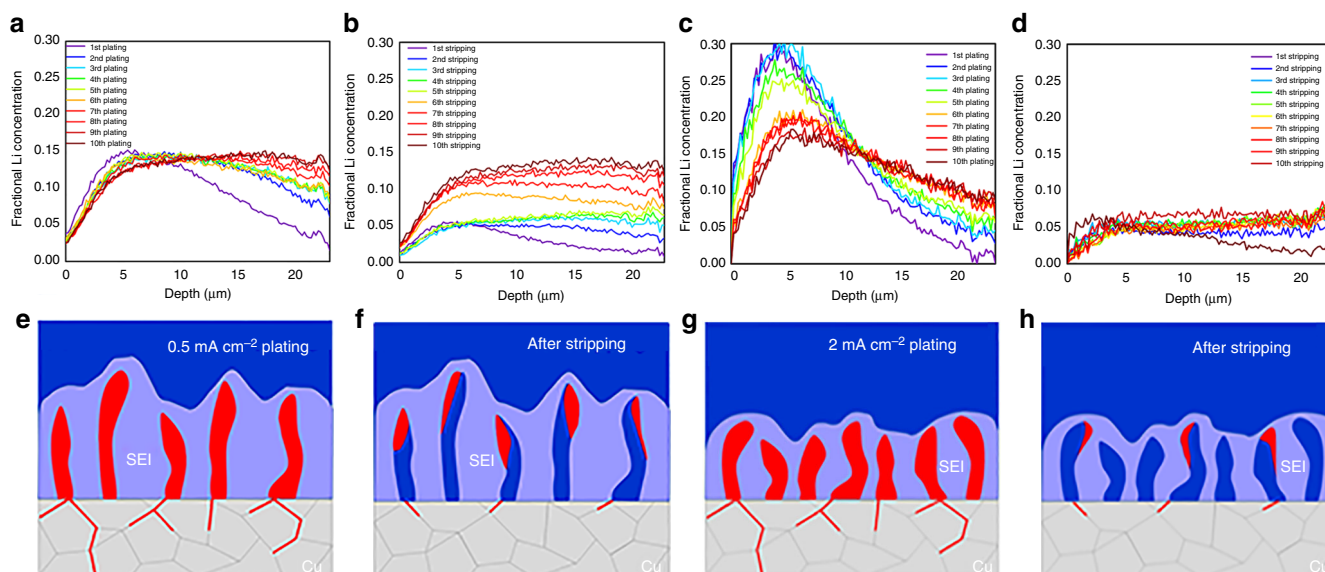 a
0.30
0.25
0.20
0.15
0.10
0.05
0.00
Fractional Li concentration
1st plating
2nd plating
3rd plating
4th plating
5th plating
6th plating
7th plating
8th plating
9th plating
10th plating
0 5 10 15 20
Depth (μm)
b
0.30
0.25
0.20
0.15
0.10
0.05
0.00
Fractional Li concentration
1st stripping
2nd stripping
3rd stripping
4th stripping
5th stripping
6th stripping
7th stripping
8th stripping
9th stripping
10th stripping
0 5 10 15 20
Depth (μm)
c
0.30
0.25
0.20
0.15
0.10
0.05
0.00
Fractional Li concentration
1st plating
2nd plating
3rd plating
4th plating
5th plating
6th plating
7th plating
8th plating
9th plating
10th plating
0 5 10 15 20
Depth (μm)
d
0.30
0.25
0.20
0.15
0.10
0.05
0.00
Fractional Li concentration
1st stripping
2nd stripping
3rd stripping
4th stripping
5th stripping
6th stripping
7th stripping
8th stripping
9th stripping
10th stripping
0 5 10 15 20
Depth (μm)
e
0.5 mA cm⁻² plating
SEI
Cu
f
After stripping
SEI
Cu
g
2 mA cm⁻² plating
SEI
Cu
h
After stripping
SEI
Cu